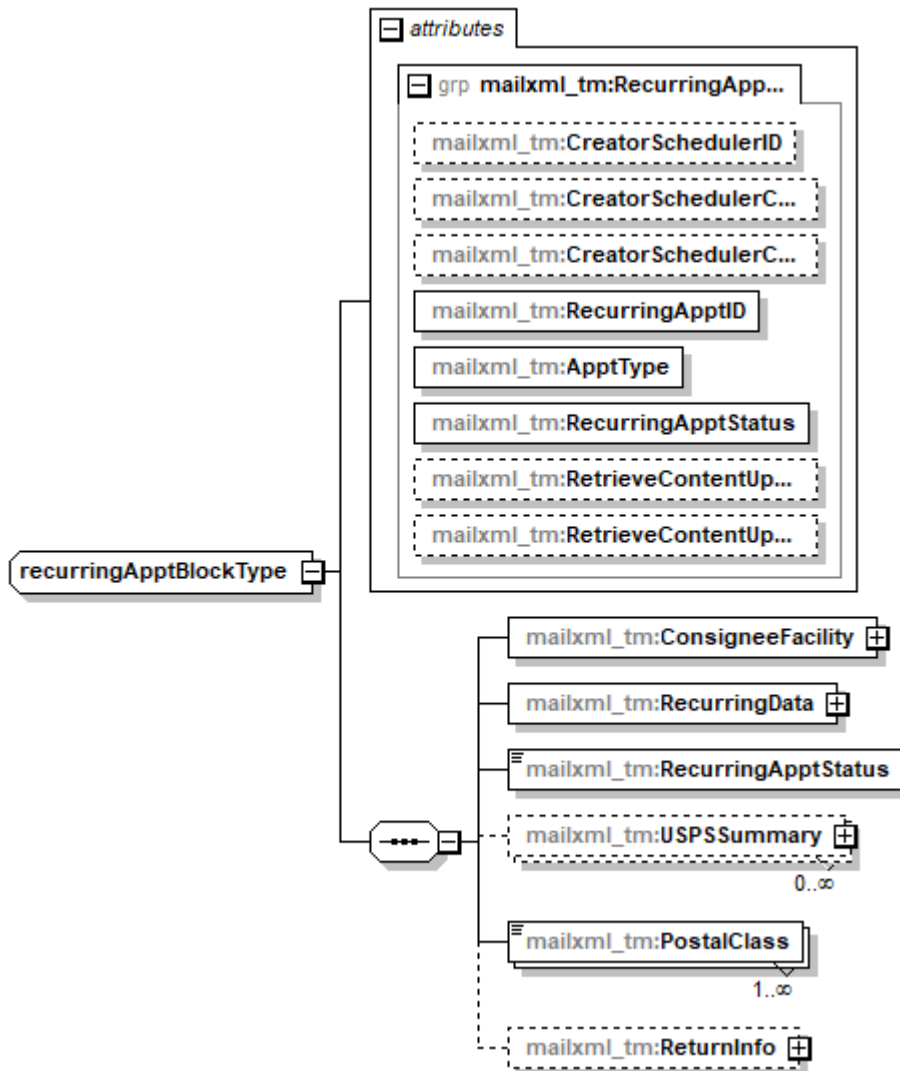 attributes
grp mailxml_tm:RecurringApp...
mailxml_tm:CreatorSchedulerID
mailxml_tm:CreatorSchedulerC...
mailxml_tm:CreatorSchedulerC...
mailxml_tm:RecurringApptID
mailxml_tm:ApptType
mailxml_tm:RecurringApptStatus
mailxml_tm:RetrieveContentUp...
mailxml_tm:RetrieveContentUp...
recurringApptBlockType
mailxml_tm:ConsigneeFacility
mailxml_tm:RecurringData
mailxml_tm:RecurringApptStatus
mailxml_tm:USPSSummary
0..∞
mailxml_tm:PostalClass
1..∞
mailxml_tm:ReturnInfo